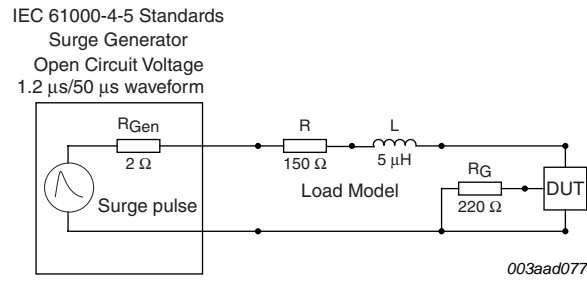 IEC 61000-4-5 Standards
Surge Generator
Open Circuit Voltage
1.2 μs/50 μs waveform
RGen
2 Ω
Surge pulse
R
150 Ω
L
5 μH
Load Model
RG
220 Ω
DUT
003aad077